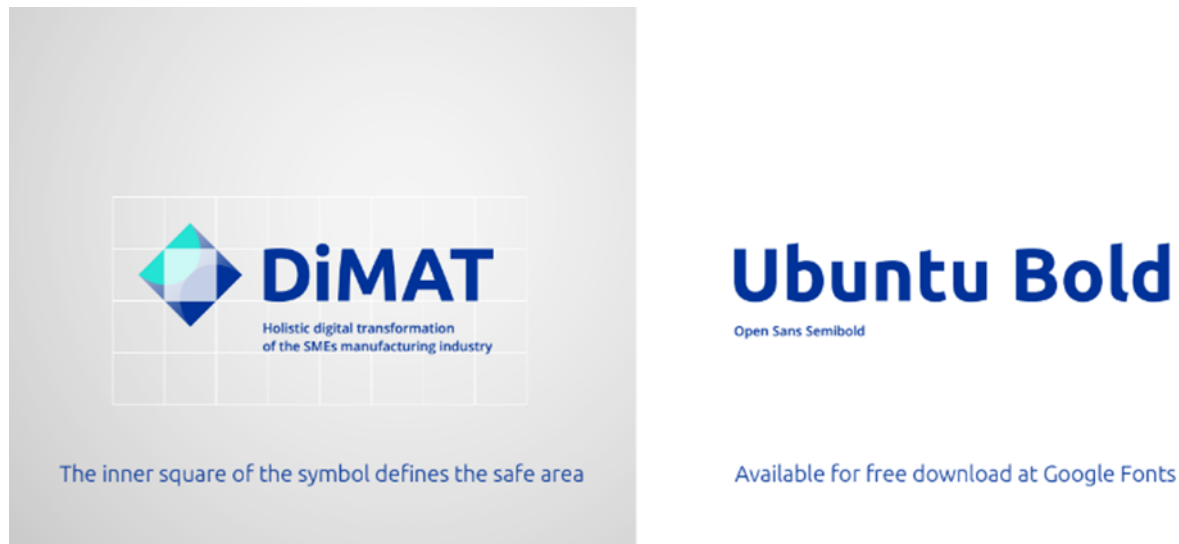 DiMAT
Holistic digital transformation
of the SMEs manufacturing industry
The inner square of the symbol defines the safe area
Ubuntu Bold
Open Sans Semibold
Available for free download at Google Fonts